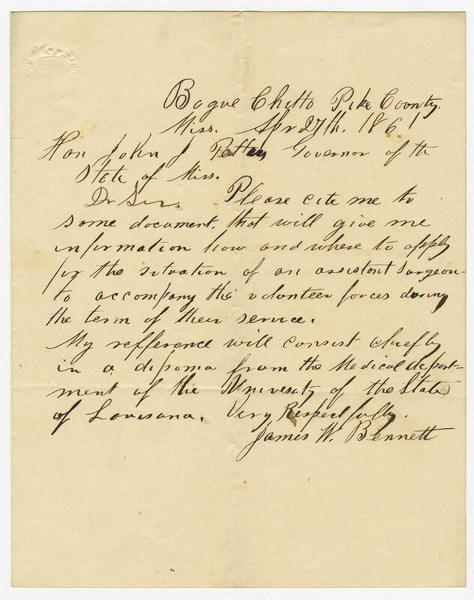 Bogue Chitto Pike County
Miss. Apr 27th. 1861
Hon John J Pettus Governor of the
State of Miss.
Dr Sir. Please cite me to
some document, that will give me
information how and where to apply
for the situation of an assistant Surgeon
to accompany the volunteer forces during
the term of their service.
My refference will consist chiefly
in a diploma from the Medical depart-
ment of the University of the State
of Louisiana. Very Respectfully.
James W. Bennett